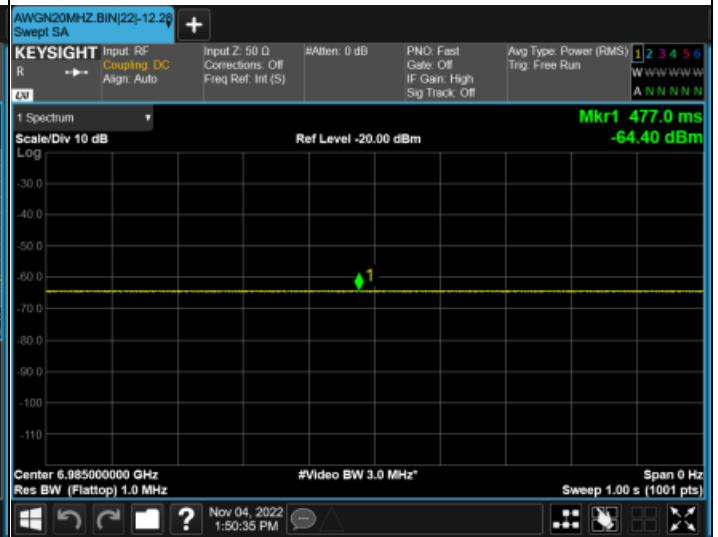 AWGN20MHZ.BIN|22|-12.28
Swept SA
+
KEYSIGHT
R
LXI
Input: RF
Coupling: DC
Align: Auto
Input Z: 50 Ω
Corrections: Off
Freq Ref: Int (S)
#Atten: 0 dB
PNO: Fast
Gate: Off
IF Gain: High
Sig Track: Off
Avg Type: Power (RMS)
Trig: Free Run
1 2 3 4 5 6
W W W W W W
A N N N N N
1 Spectrum
Mkr1 477.0 ms
Scale/Div 10 dB
Ref Level -20.00 dBm
-64.40 dBm
Log
-30.0
-40.0
-50.0
-60.0
1
-70.0
-80.0
-90.0
-100
-110
Center 6.985000000 GHz
#Video BW 3.0 MHz*
Span 0 Hz
Res BW (Flattop) 1.0 MHz
Sweep 1.00 s (1001 pts)
?
Nov 04, 2022
1:50:35 PM